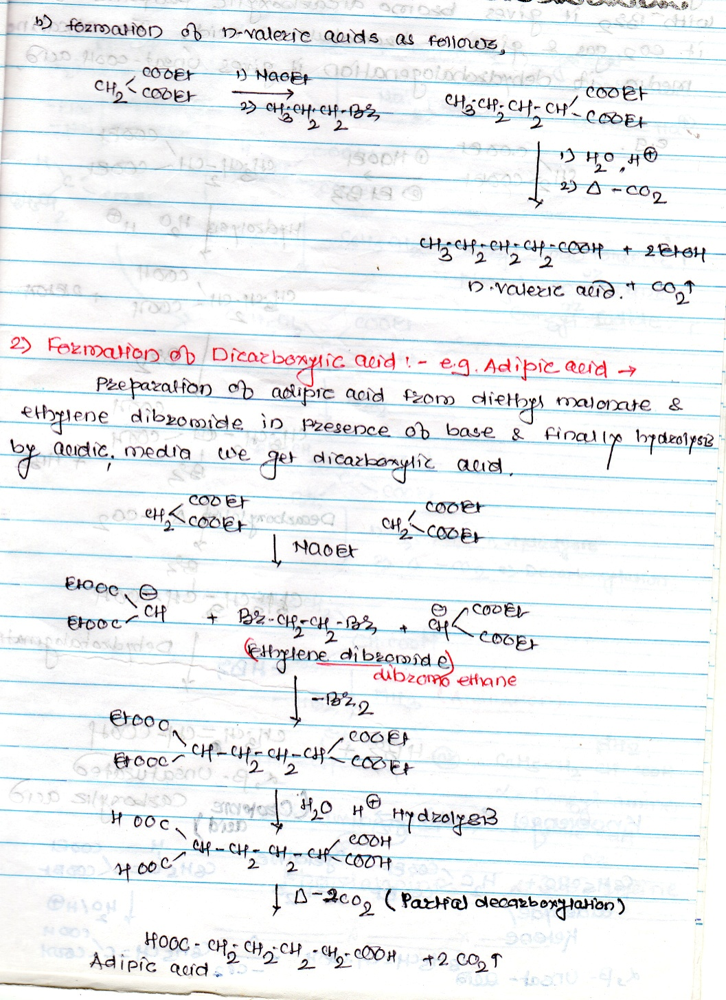 b) formation of n-valeric acids as follows,
CH2 COOEt COOEt 1) NaOEt 2) CH3-CH2-CH2-Br CH3-CH2-CH2-CH COOEt COOEt
1) H2O, H⊕
2) Δ - CO2
CH3-CH2-CH2-CH2-COOH + 2EtOH
n-valeric acid. + CO2↑
2) Formation of Dicarboxylic acid :- e.g. Adipic acid →
Preparation of adipic acid from diethyl malonate &
ethylene dibromide in presence of base & finally hydrolysis
by acidic, media we get dicarboxylic acid.
CH2 COOEt COOEt CH2 COOEt COOEt
↓ NaOEt
EtOOC EtOOC ⊖CH + Br-CH2-CH2-Br + ⊖CH COOEt COOEt
(Ethylene dibromide)
dibromo ethane
↓ -Br2
EtOOC EtOOC CH-CH2-CH2-CH COOEt COOEt
↓ H2O H⊕ Hydrolysis
HOOC HOOC CH-CH2-CH2-CH COOH COOH
↓ Δ -2CO2 (Partial decarboxylation)
HOOC-CH2-CH2-CH2-CH2-COOH + 2CO2↑
Adipic acid.